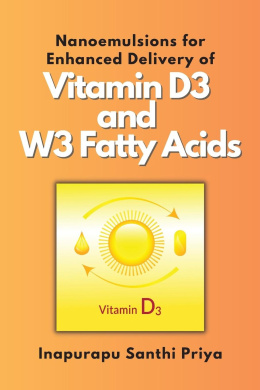 Nanoemulsions for
Enhanced Delivery of
Vitamin D3
and
W3 Fatty Acids
Vitamin D3
Inapurapu Santhi Priya